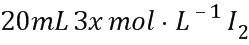 20mL 3x mol · L⁻¹ I₂